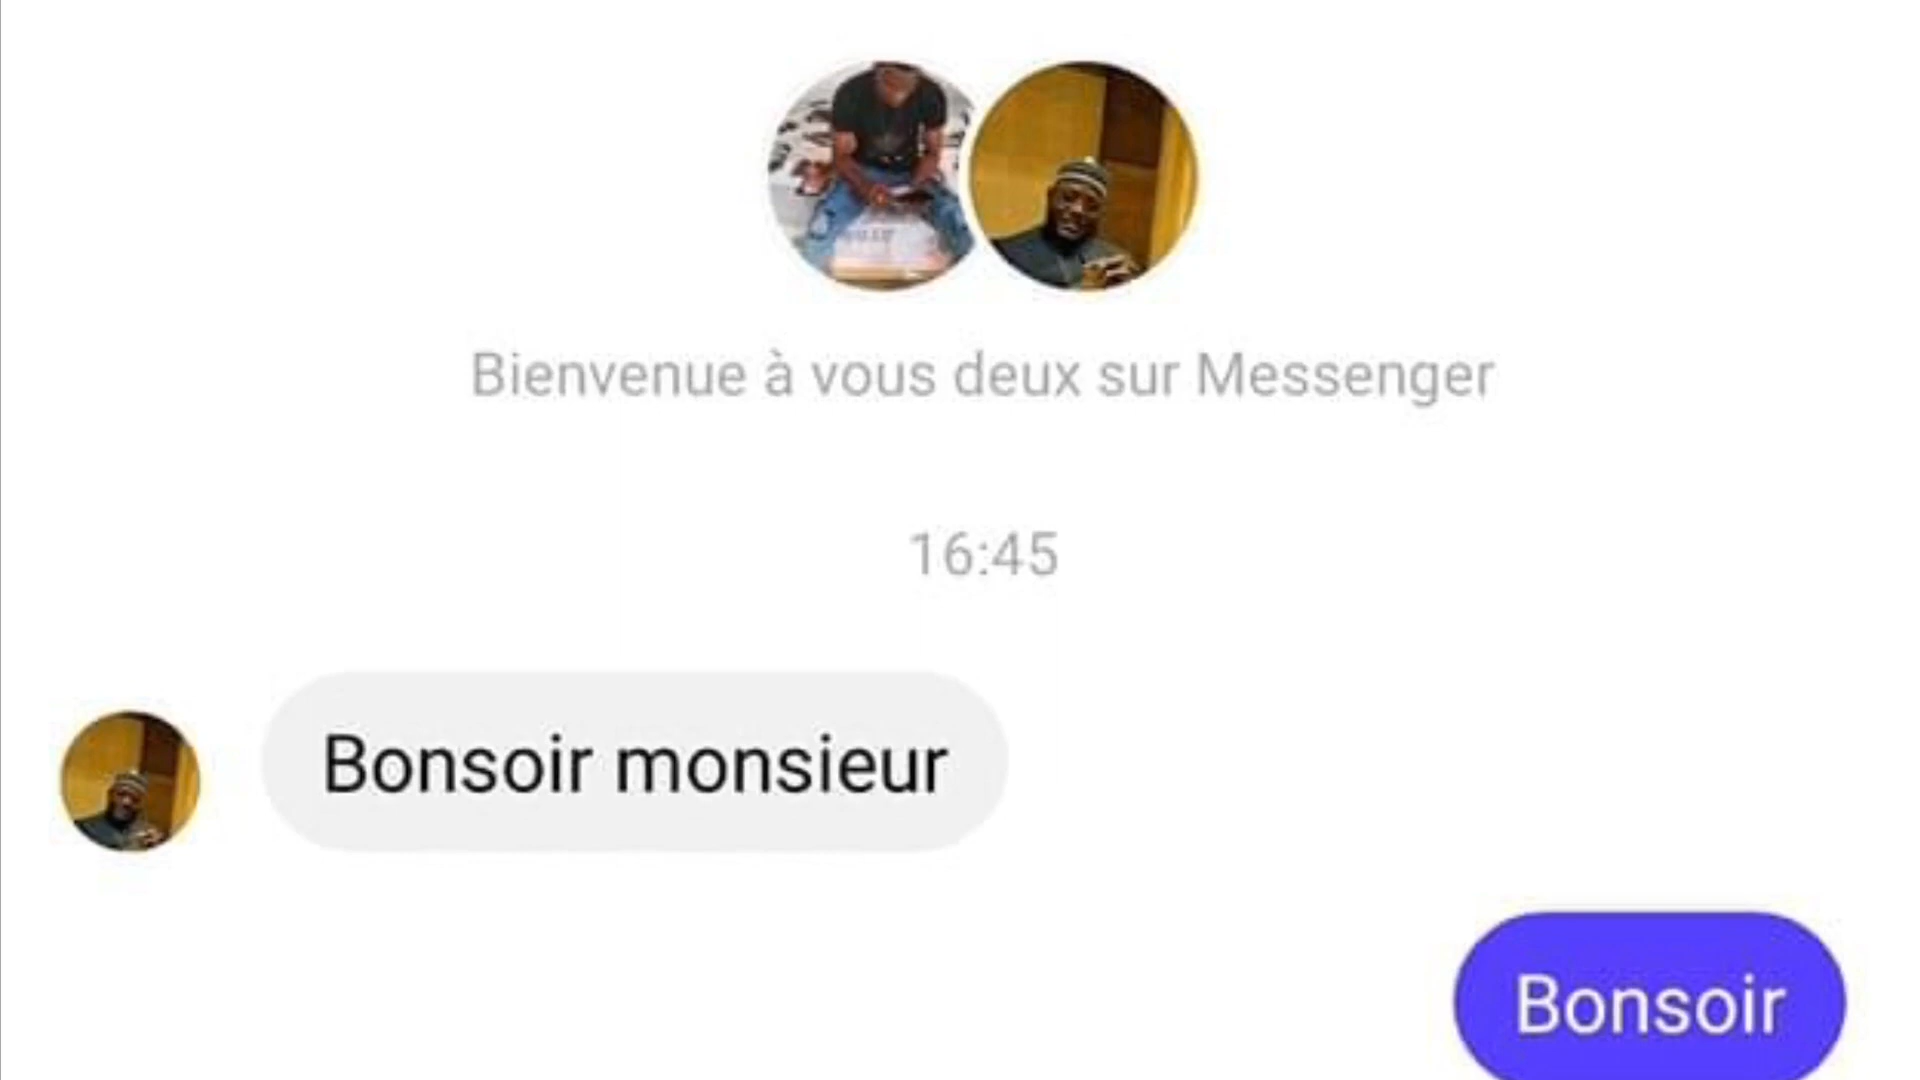 Bienvenue à vous deux sur Messenger
16:45
Bonsoir monsieur
Bonsoir